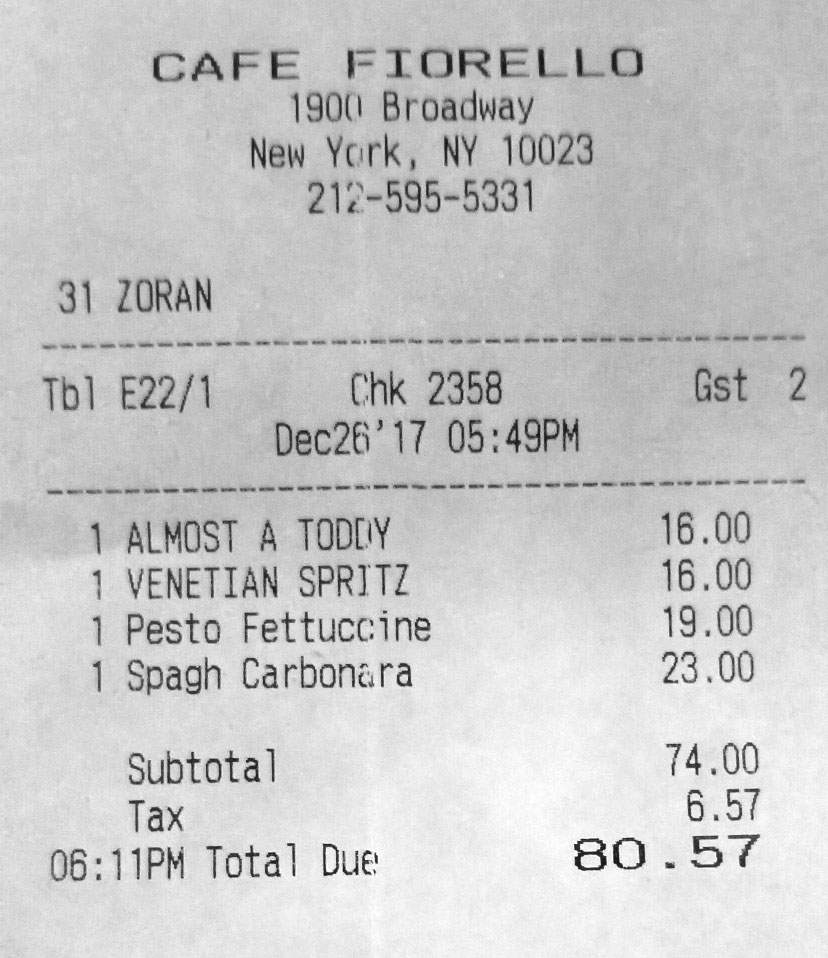 CAFE FIORELLO
1900 Broadway
New York, NY 10023
212-595-5331
31 ZORAN
Tbl E22/1 Chk 2358 Gst 2
Dec26'17 05:49PM
1 ALMOST A TODDY 16.00
1 VENETIAN SPRITZ 16.00
1 Pesto Fettuccine 19.00
1 Spagh Carbonara 23.00
Subtotal 74.00
Tax 6.57
06:11PM Total Due 80.57